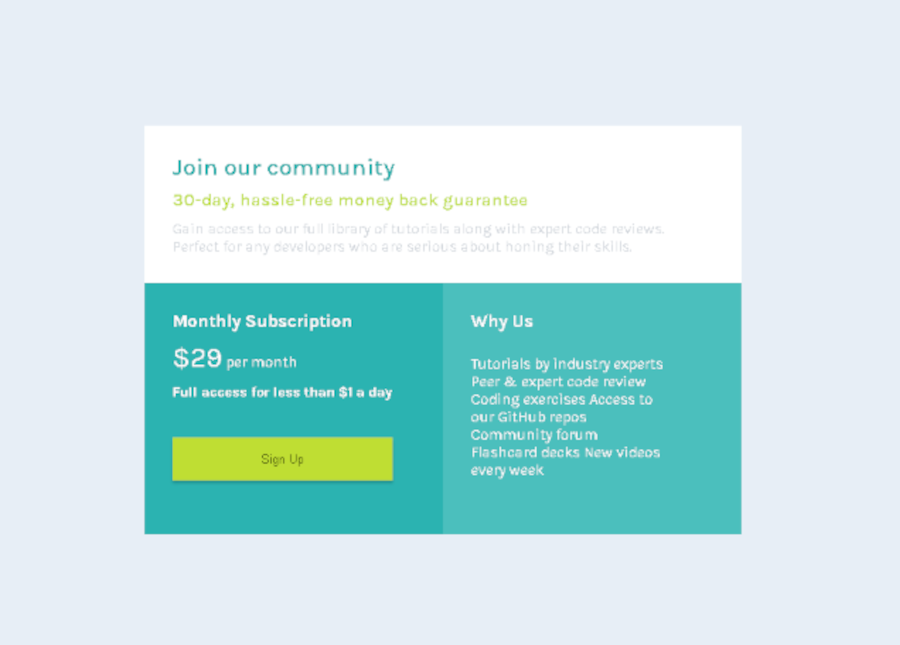 Join our community
30-day, hassle-free money back guarantee
Gain access to our full library of tutorials along with expert code reviews.
Perfect for any developers who are serious about honing their skills.
Monthly Subscription
$29 per month
Full access for less than $1 a day
Sign Up
Why Us
Tutorials by industry experts
Peer & expert code review
Coding exercises Access to
our GitHub repos
Community forum
Flashcard decks New videos
every week